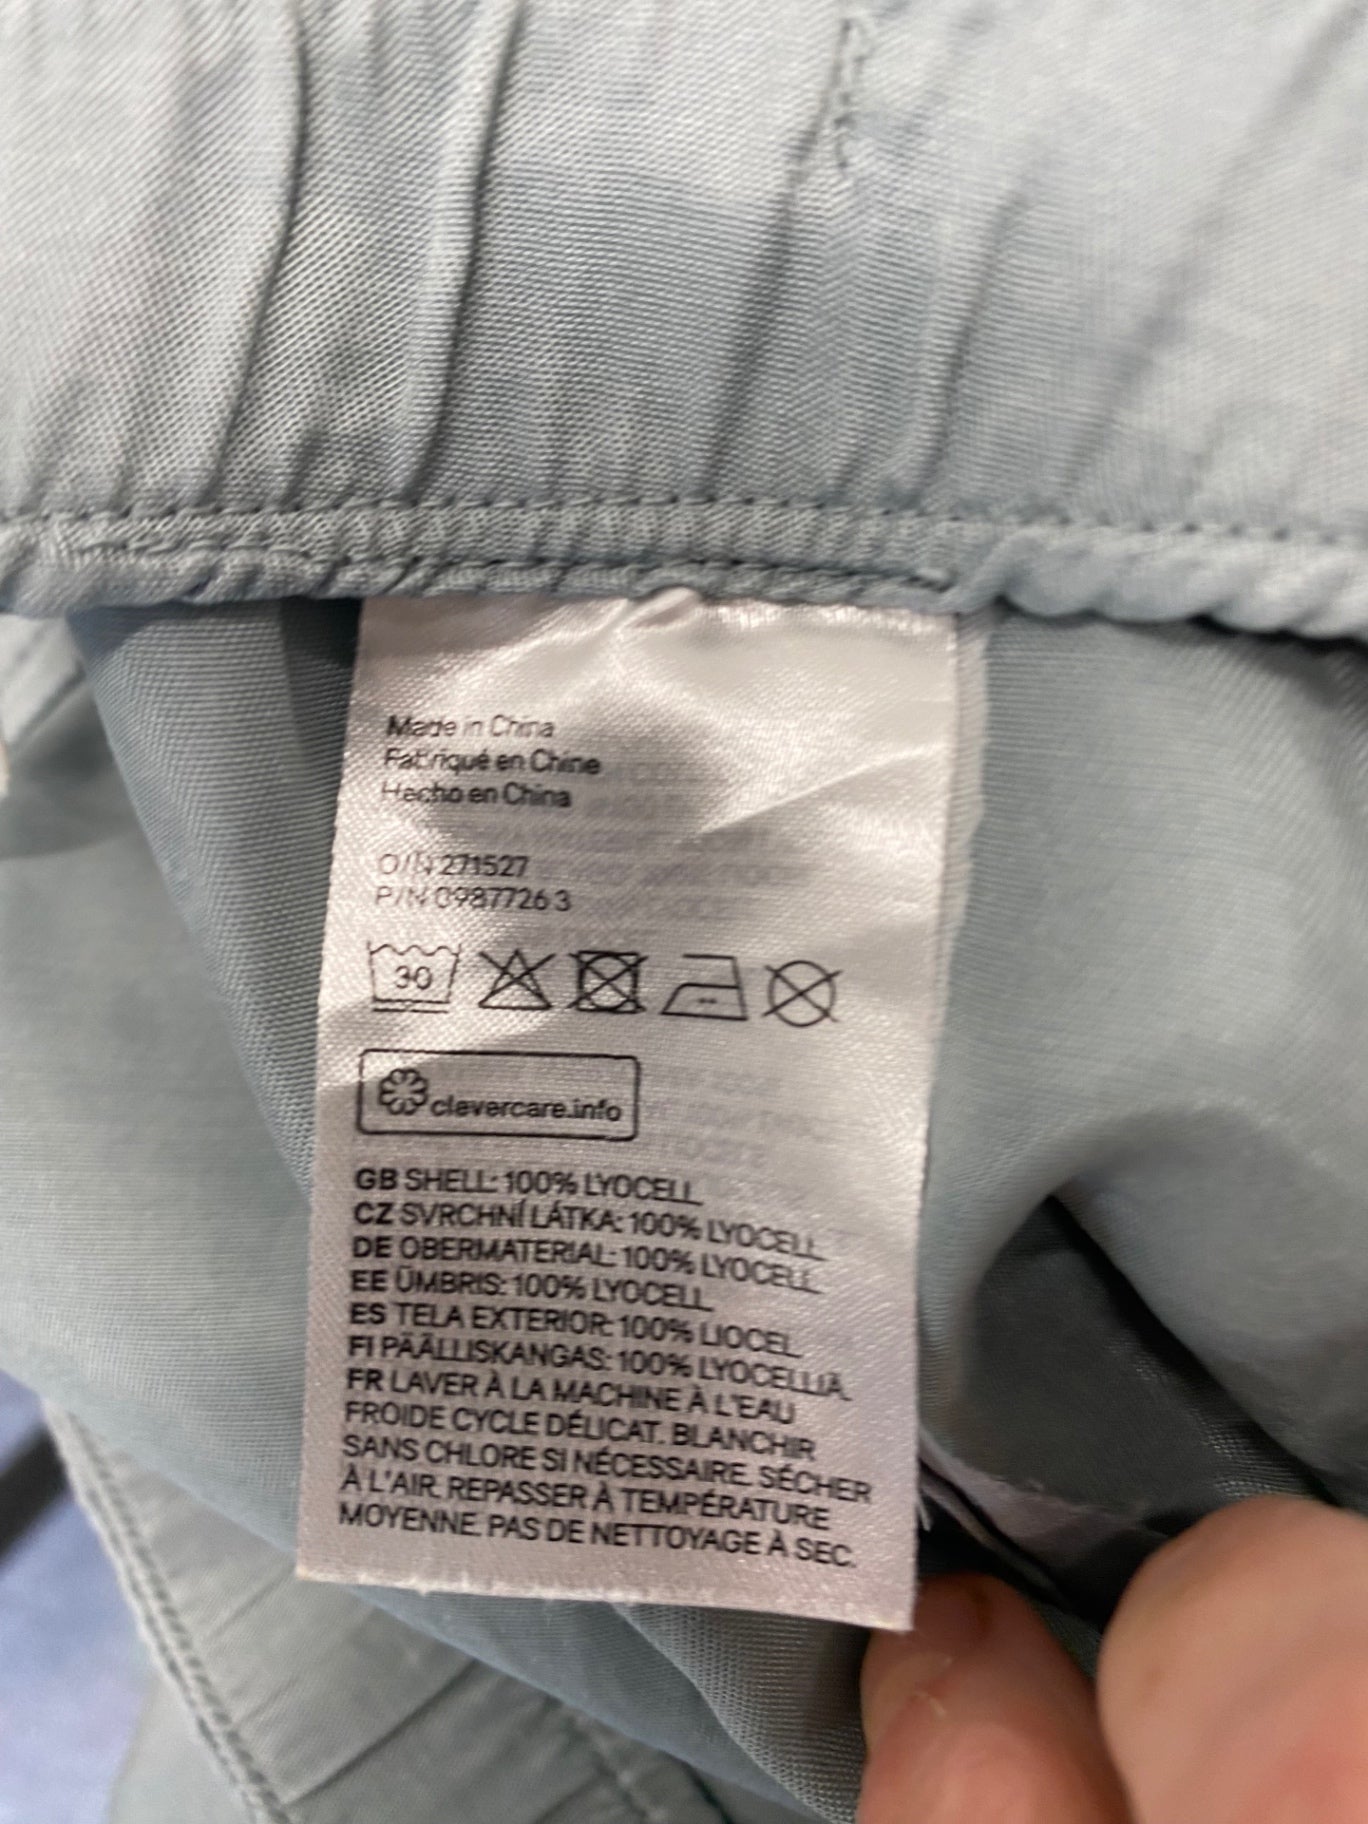 Made in China
Fabriqué en Chine
Hecho en China
O/N 271527
P/N 0987726 3
30
clevercare.info
GB SHELL: 100% LYOCELL
CZ SVRCHNÍ LÁTKA: 100% LYOCELL
DE OBERMATERIAL: 100% LYOCELL
EE ÜMBRIS: 100% LYOCELL
ES TELA EXTERIOR: 100% LIOCEL
FI PÄÄLLISKANGAS: 100% LYOCELLIÄ
FR LAVER À LA MACHINE À L'EAU
FROIDE CYCLE DÉLICAT. BLANCHIR
SANS CHLORE SI NÉCESSAIRE. SÉCHER
À L'AIR. REPASSER À TEMPÉRATURE
MOYENNE. PAS DE NETTOYAGE À SEC.